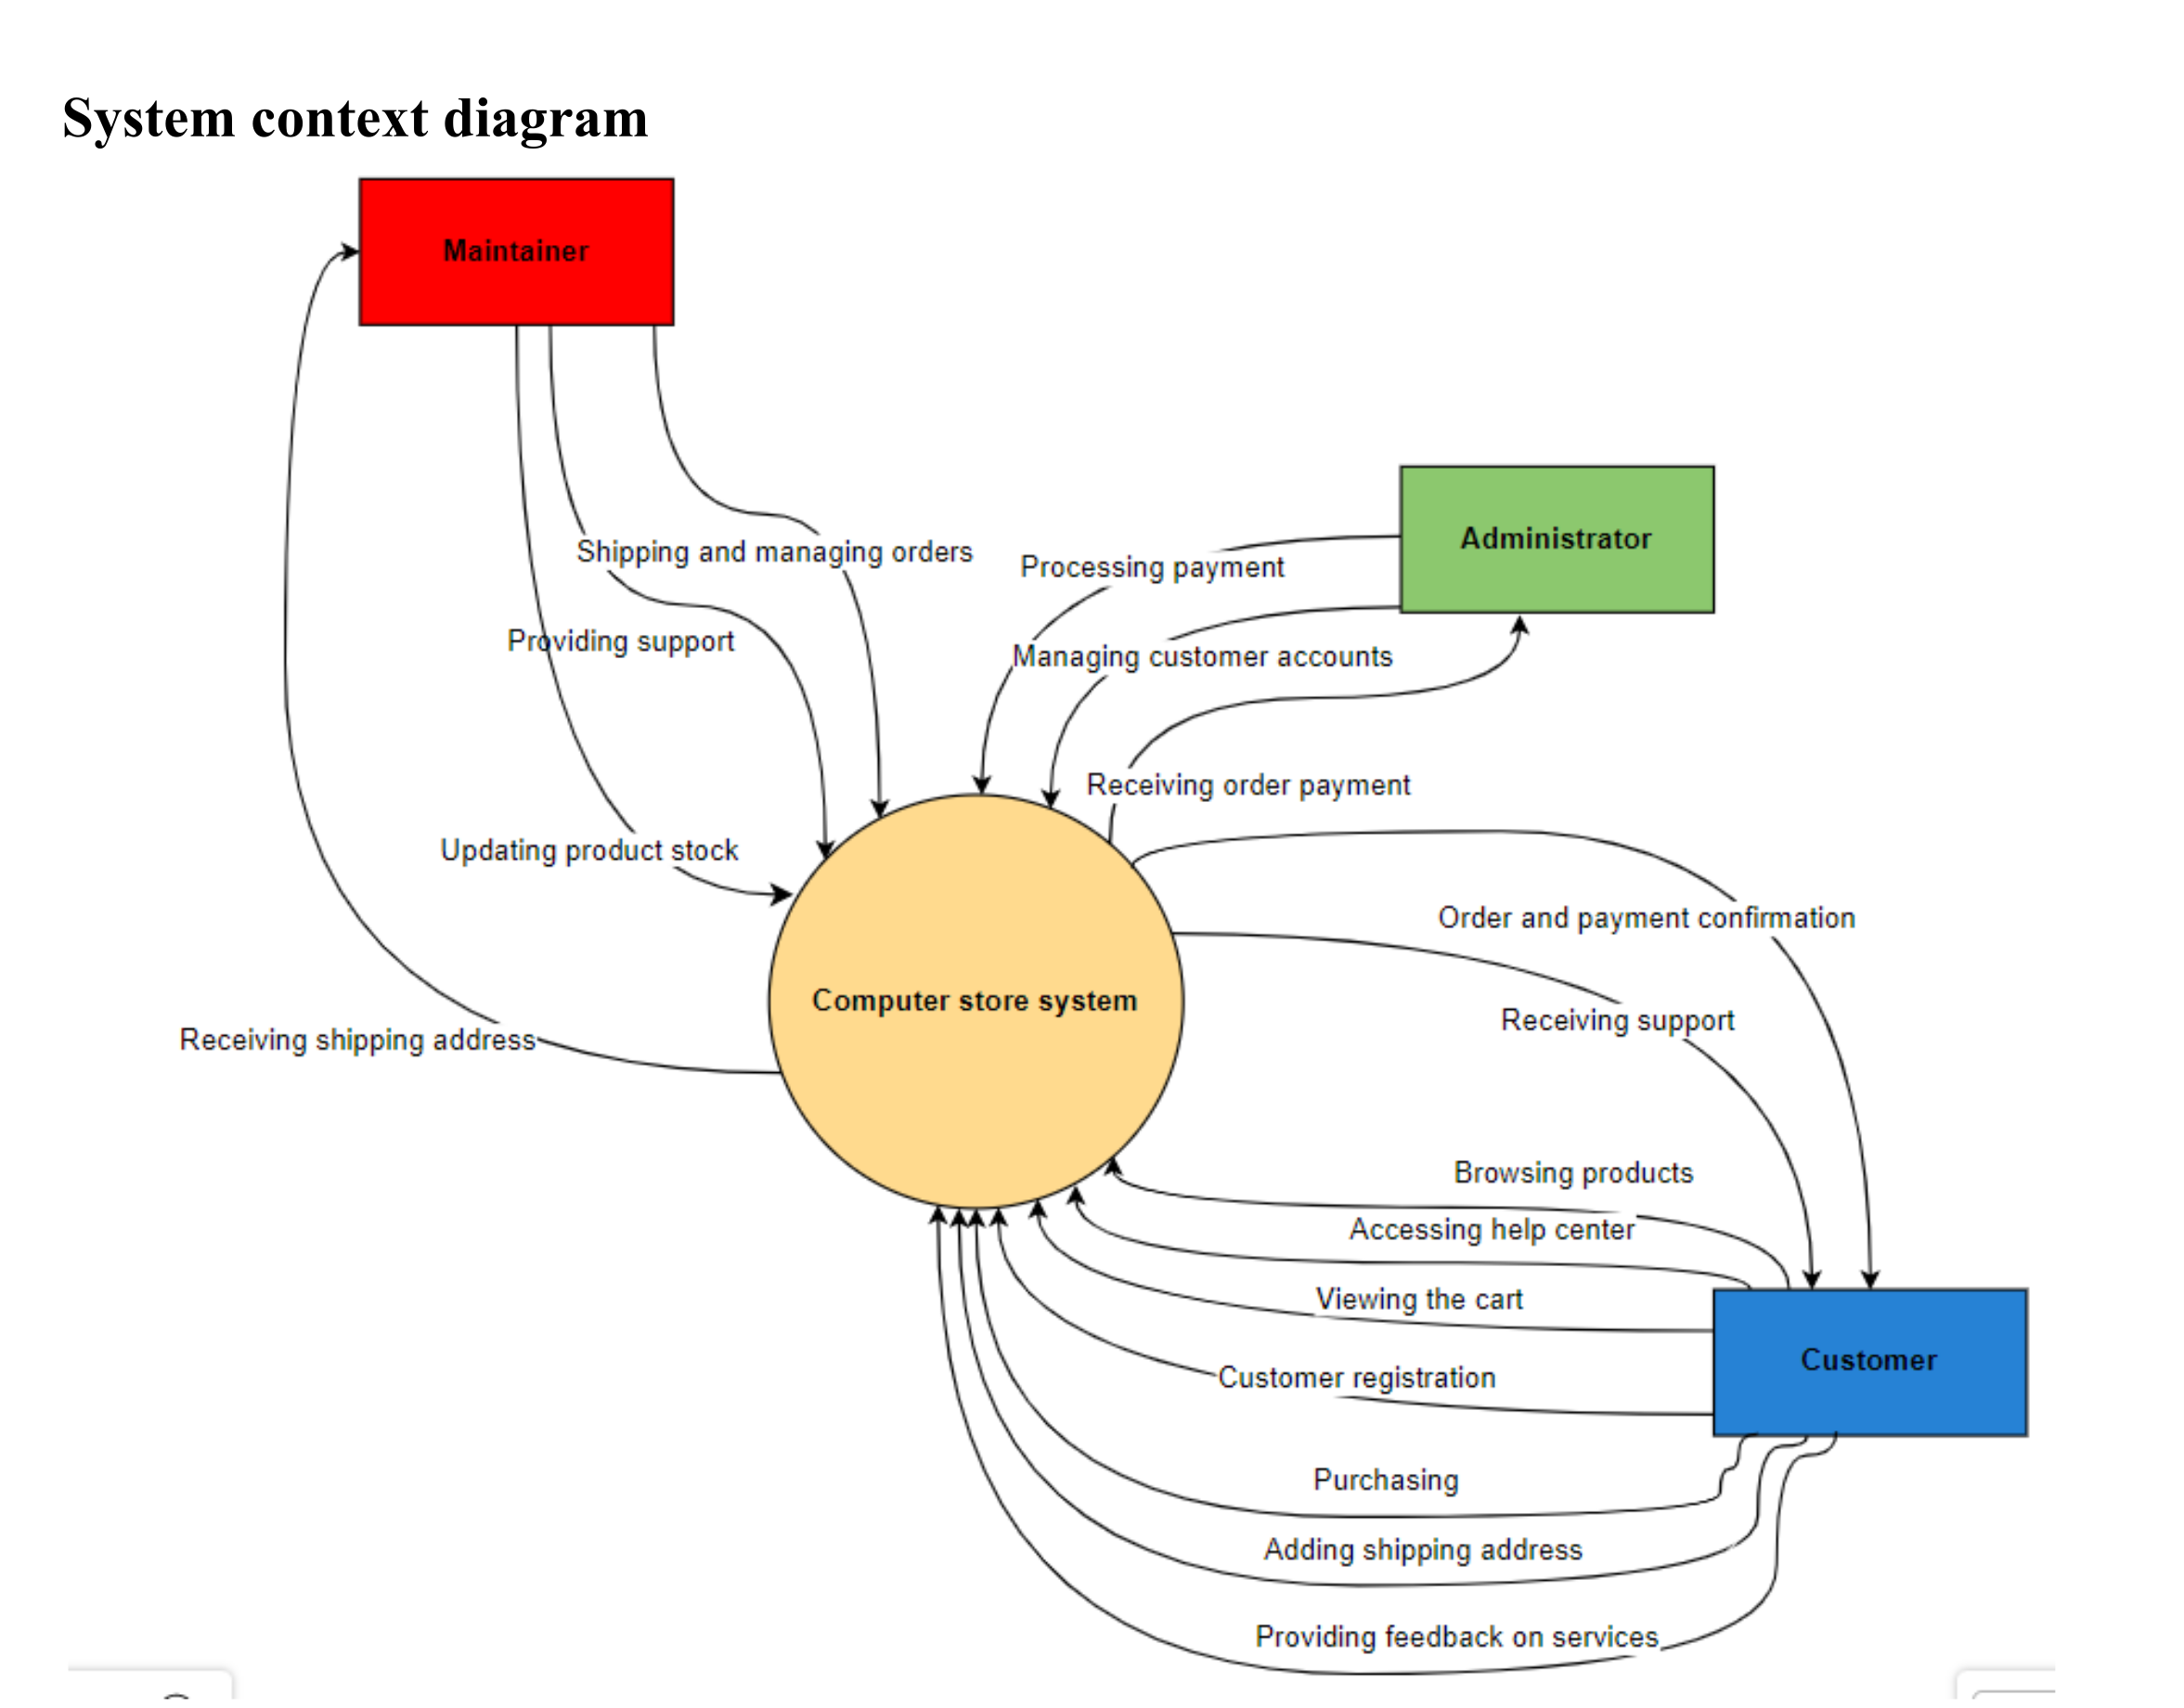 System context diagram
Maintainer
Administrator
Shipping and managing orders
Processing payment
Providing support
Managing customer accounts
Receiving order payment
Updating product stock
Order and payment confirmation
Computer store system
Receiving support
Receiving shipping address
Browsing products
Accessing help center
Viewing the cart
Customer
Customer registration
Purchasing
Adding shipping address
Providing feedback on services